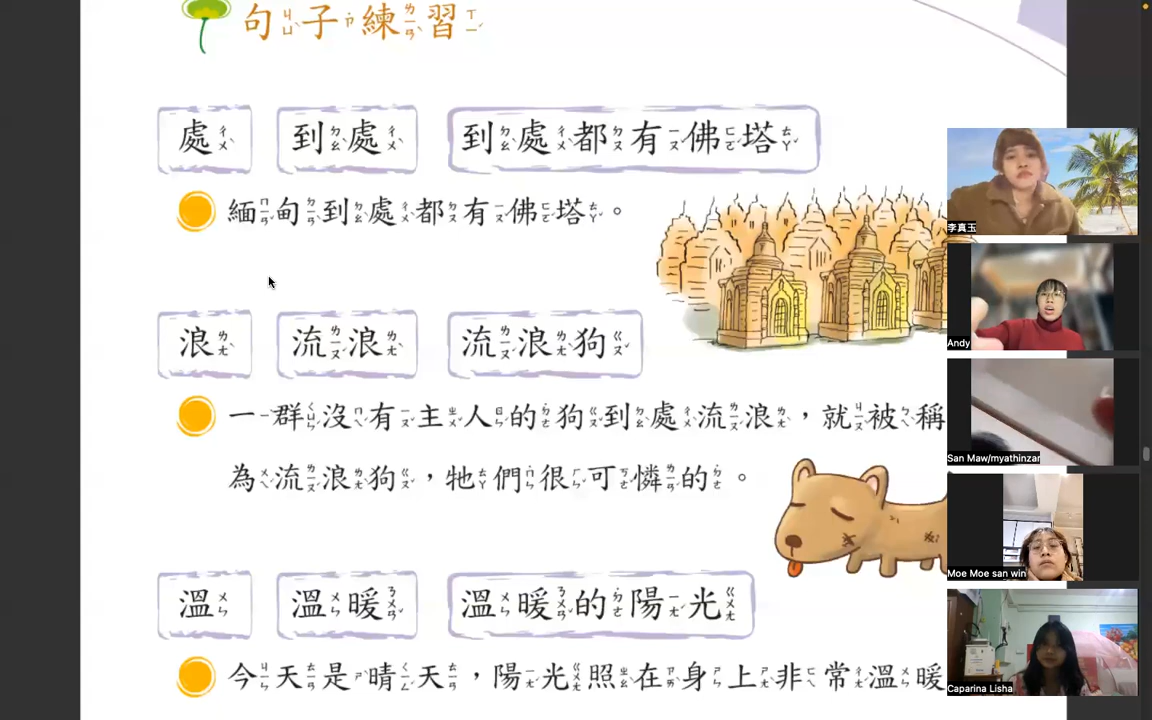 句子練習
處 到處 到處都有佛塔
緬甸到處都有佛塔。
浪 流浪 流浪狗
一群沒有主人的狗到處流浪，就被稱
為流浪狗，牠們很可憐的。
溫 溫暖 溫暖的陽光
今天是晴天，陽光照在身上非常溫暖
李真玉
Andy
San Maw/myathinzar
Moe Moe san win
Caparina Lisha